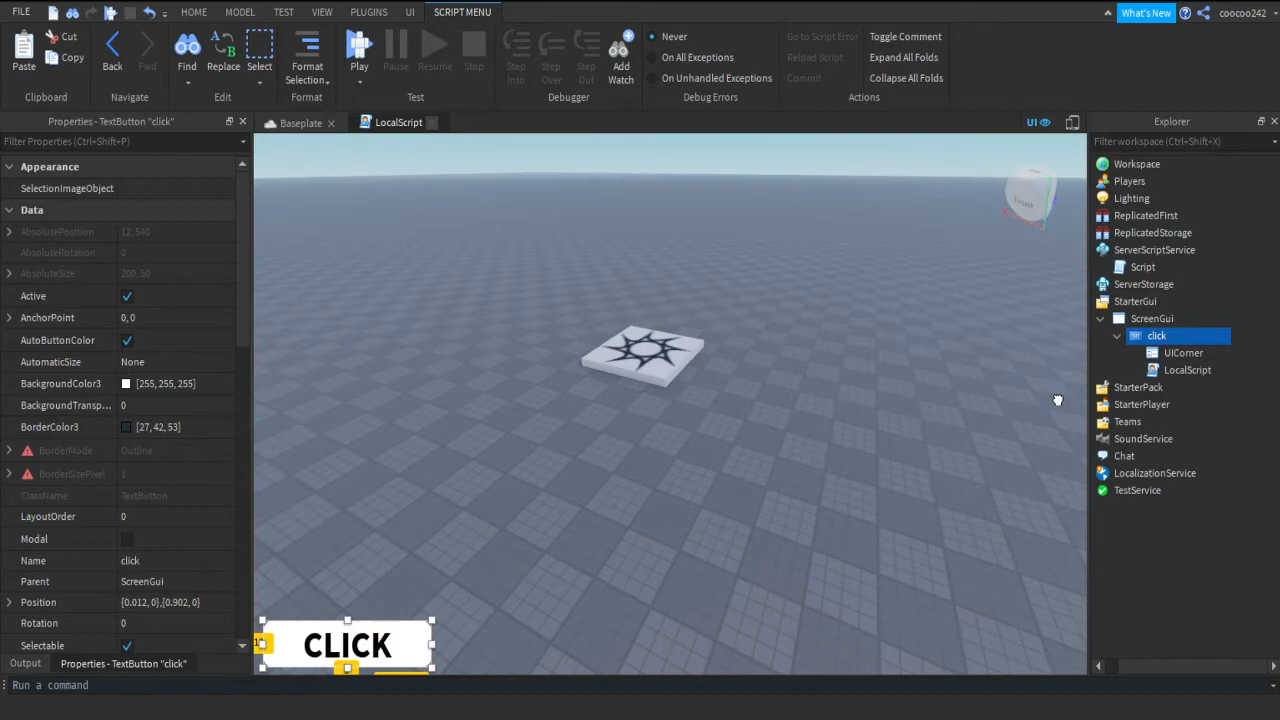 FILE HOME MODEL TEST VIEW PLUGINS UI SCRIPT MENU What's New coocoo242
Paste Cut Copy Back Fwd Find Replace Select Format Selection Play Pause Resume Stop Step Into Step Over Step Out Add Watch Never On All Exceptions On Unhandled Exceptions Go to Script Error Reload Script Commit Toggle Comment Expand All Folds Collapse All Folds
Clipboard Navigate Edit Format Test Debugger Debug Errors Actions
Properties - TextButton "click"
Filter Properties (Ctrl+Shift+P)
Appearance
SelectionImageObject
Data
AbsolutePosition 12, 540
AbsoluteRotation 0
AbsoluteSize 200, 50
Active
AnchorPoint 0, 0
AutoButtonColor
AutomaticSize None
BackgroundColor3 [255, 255, 255]
BackgroundTransp... 0
BorderColor3 [27, 42, 53]
BorderMode Outline
BorderSizePixel 1
ClassName TextButton
LayoutOrder 0
Modal
Name click
Parent ScreenGui
Position {0.012, 0},{0.902, 0}
Rotation 0
Selectable
Output Properties - TextButton "click"
Run a command
Baseplate LocalScript
UI
Front
CLICK
Explorer
Filter workspace (Ctrl+Shift+X)
Workspace
Players
Lighting
ReplicatedFirst
ReplicatedStorage
ServerScriptService
Script
ServerStorage
StarterGui
ScreenGui
click
UICorner
LocalScript
StarterPack
StarterPlayer
Teams
SoundService
Chat
LocalizationService
TestService